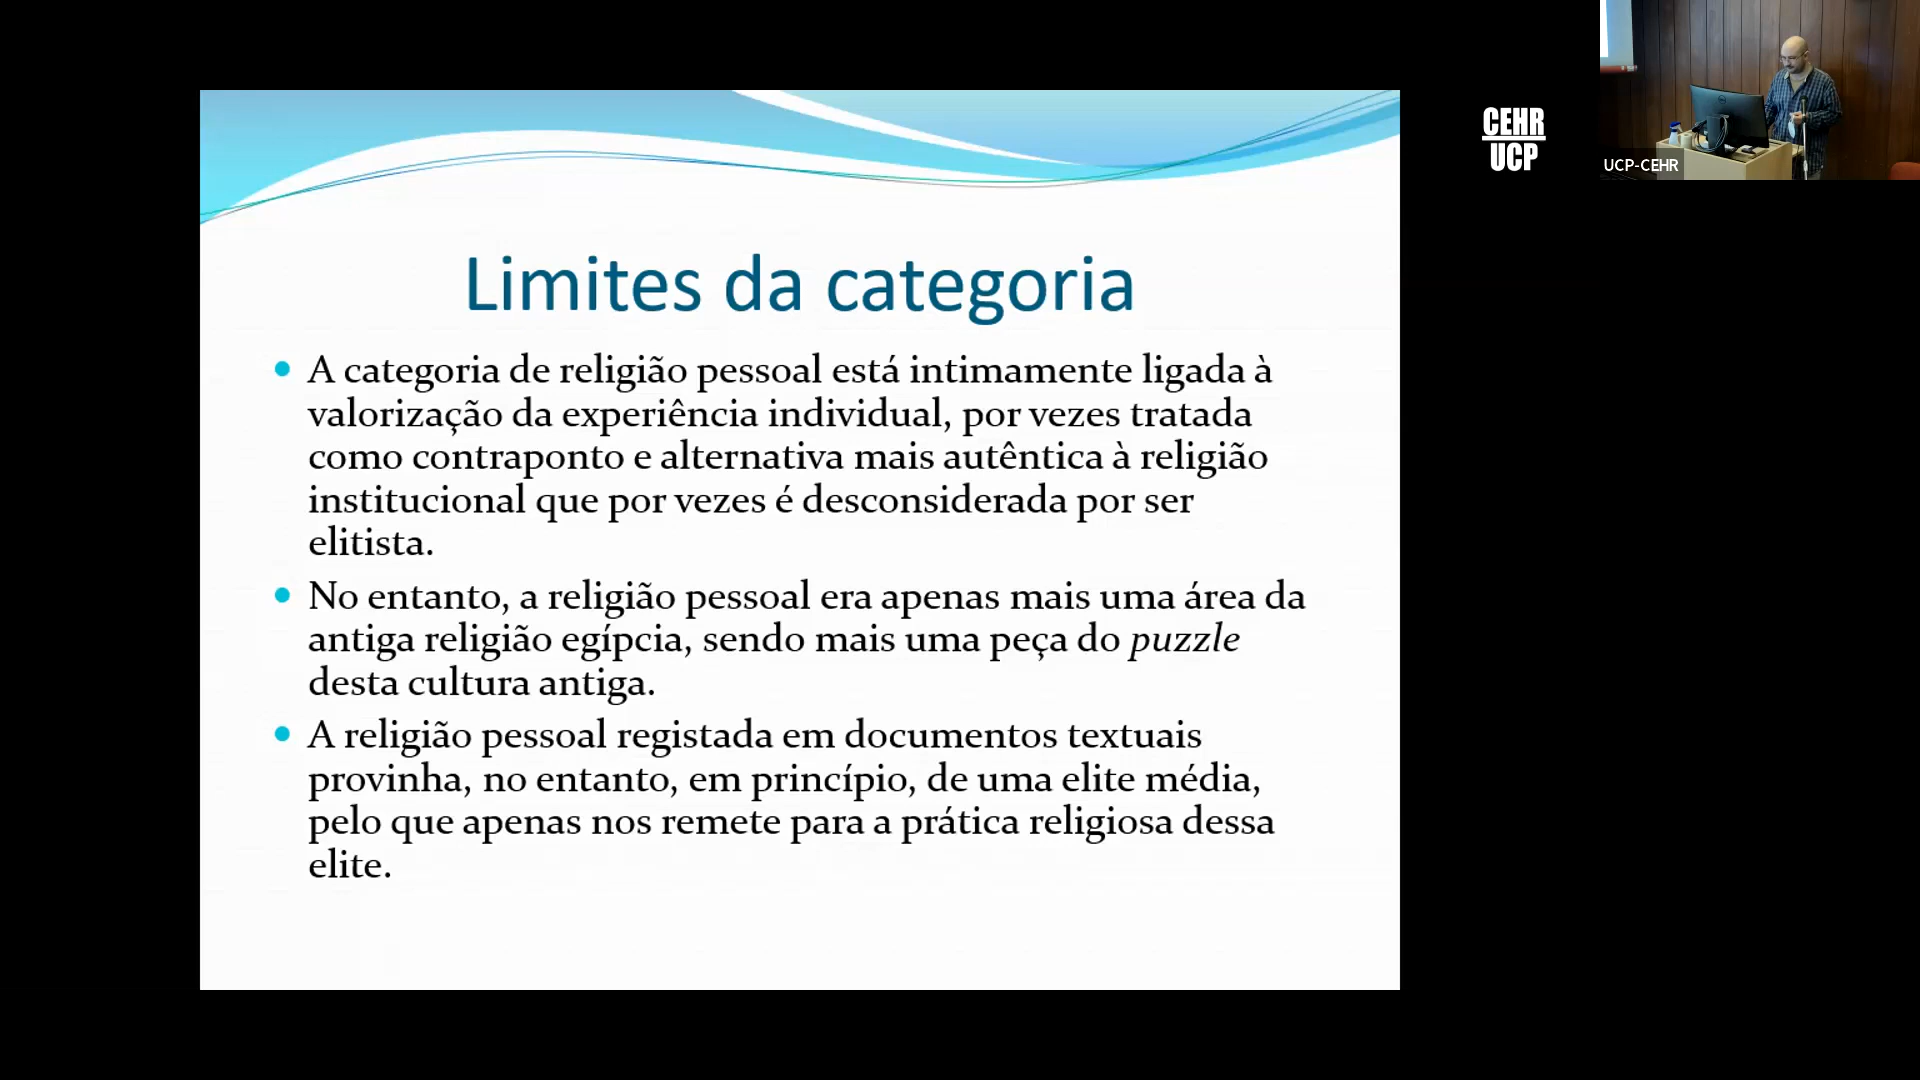 Limites da categoria
A categoria de religião pessoal está intimamente ligada à
valorização da experiência individual, por vezes tratada
como contraponto e alternativa mais autêntica à religião
institucional que por vezes é desconsiderada por ser
elitista.
No entanto, a religião pessoal era apenas mais uma área da
antiga religião egípcia, sendo mais uma peça do puzzle
desta cultura antiga.
A religião pessoal registada em documentos textuais
provinha, no entanto, em princípio, de uma elite média,
pelo que apenas nos remete para a prática religiosa dessa
elite.
CEHR
UCP
UCP-CEHR